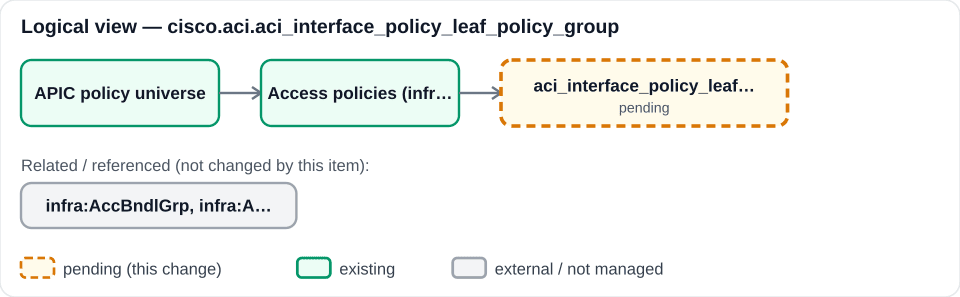 Logical view — cisco.aci.aci_interface_policy_leaf_policy_group
APIC policy universe
Access policies (infr…
aci_interface_policy_leaf…
pending
Related / referenced (not changed by this item):
infra:AccBndlGrp, infra:A…
pending (this change)
existing
external / not managed